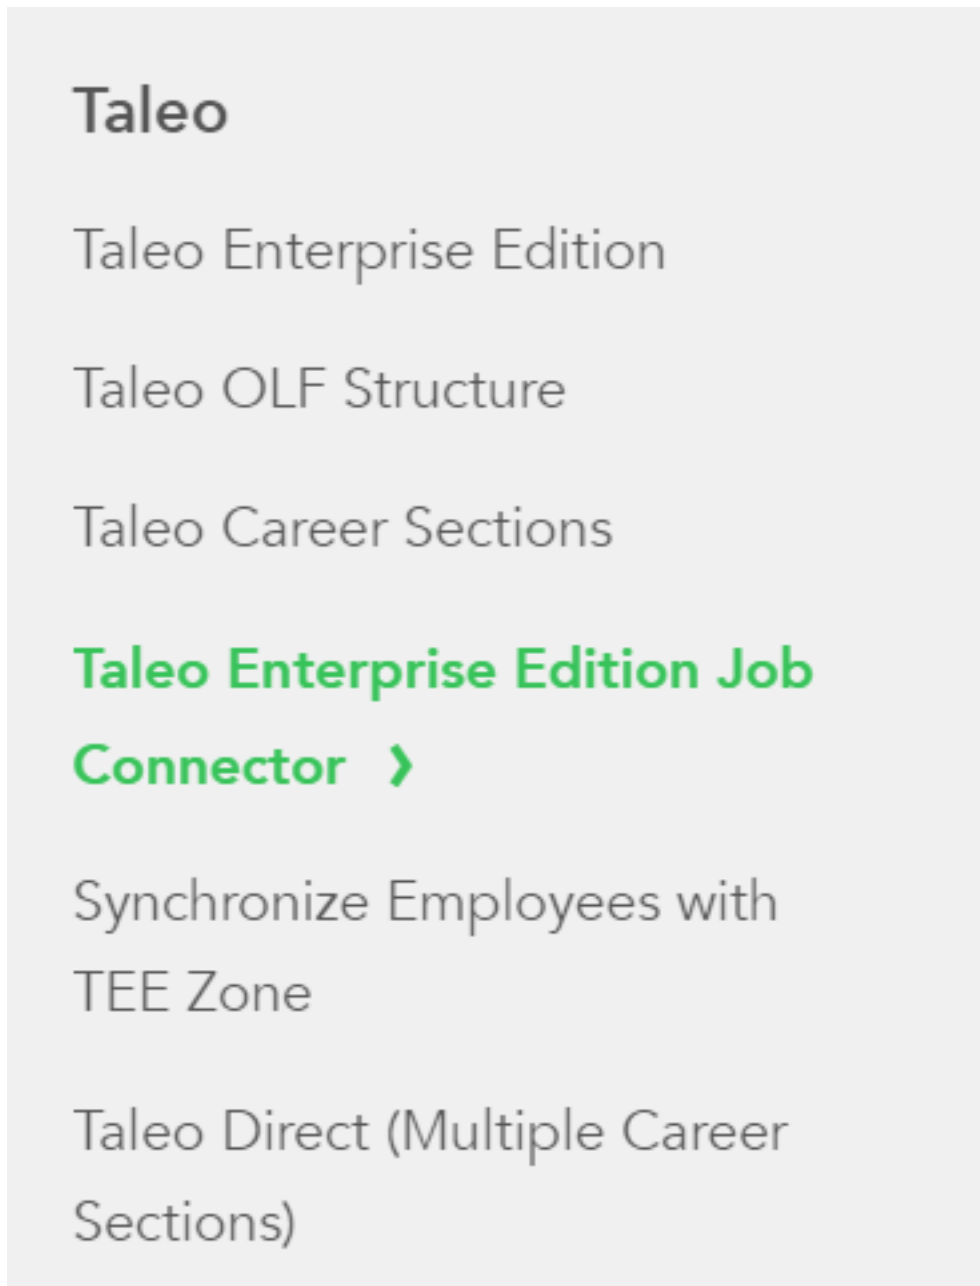 Taleo
Taleo Enterprise Edition
Taleo OLF Structure
Taleo Career Sections
Taleo Enterprise Edition Job
Connector ›
Synchronize Employees with
TEE Zone
Taleo Direct (Multiple Career
Sections)